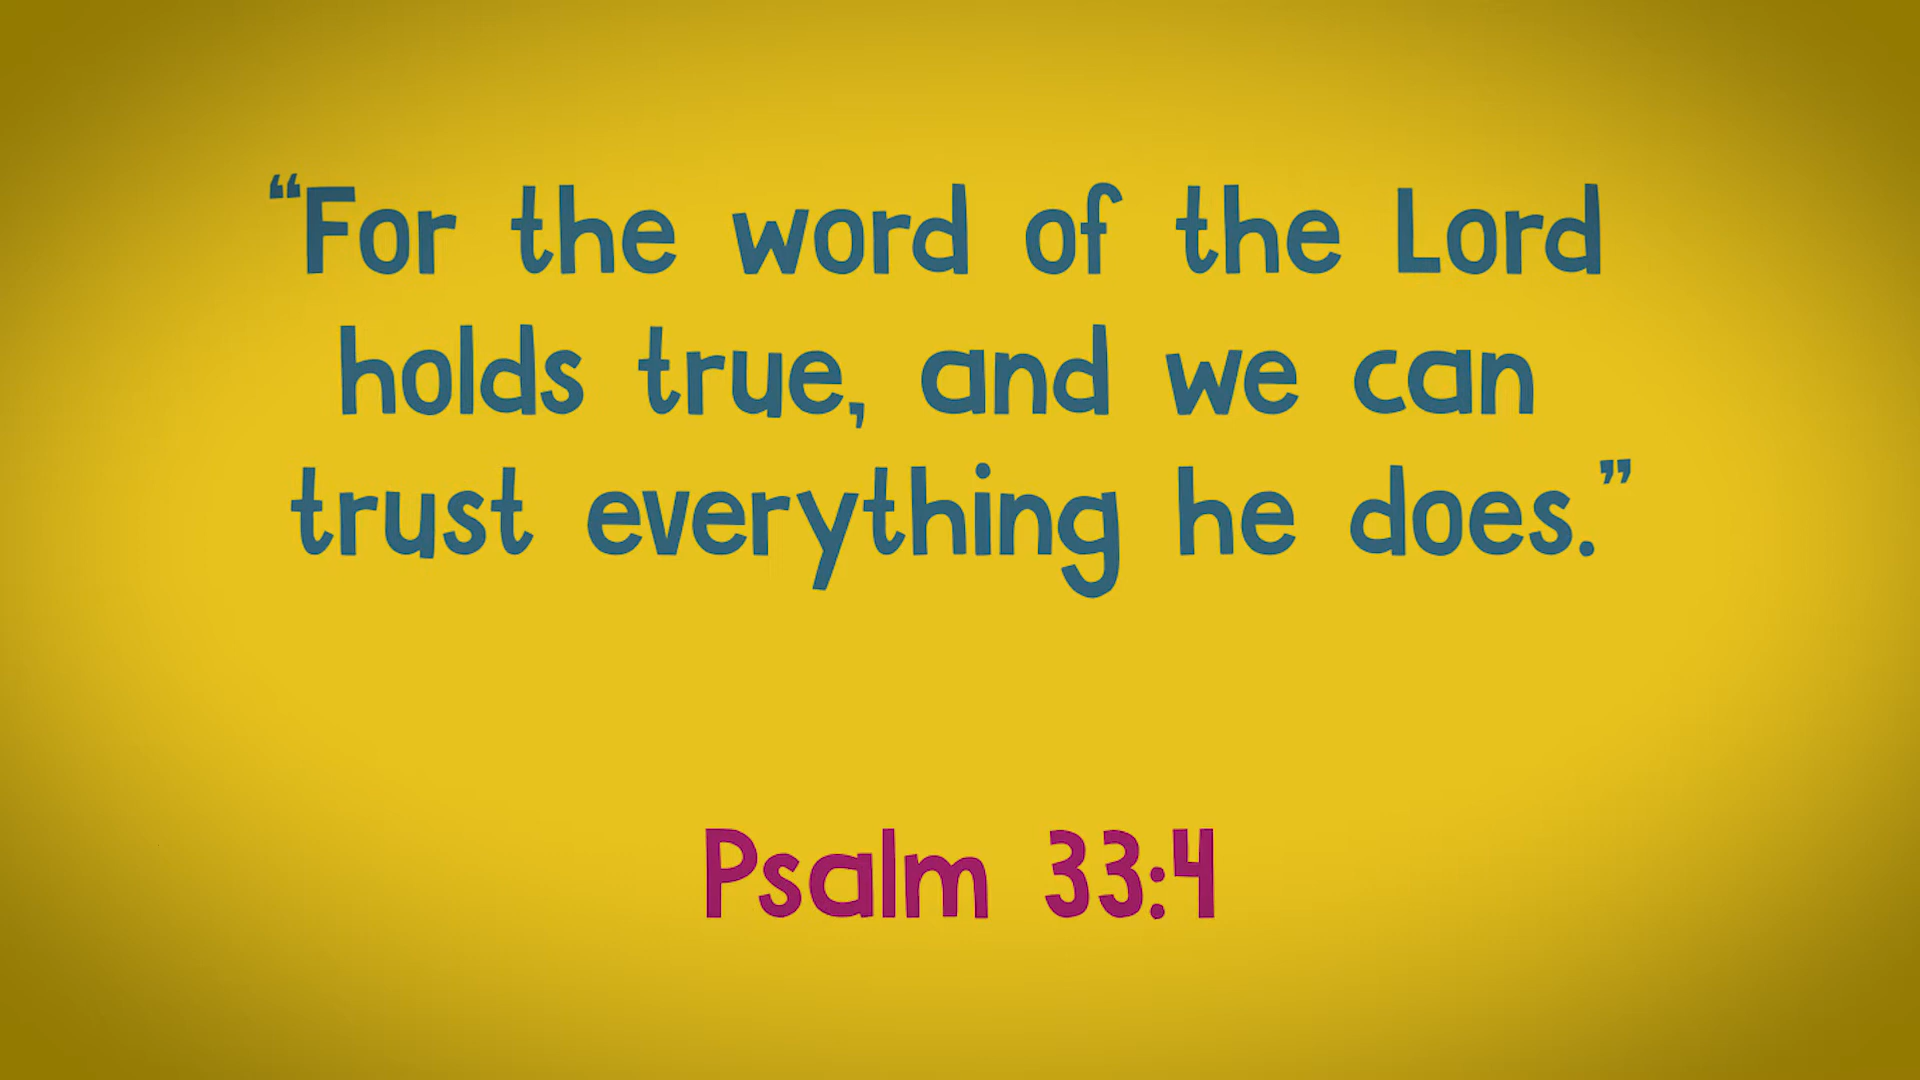 “For the word of the Lord
holds true, and we can
trust everything he does.”
Psalm 33:4